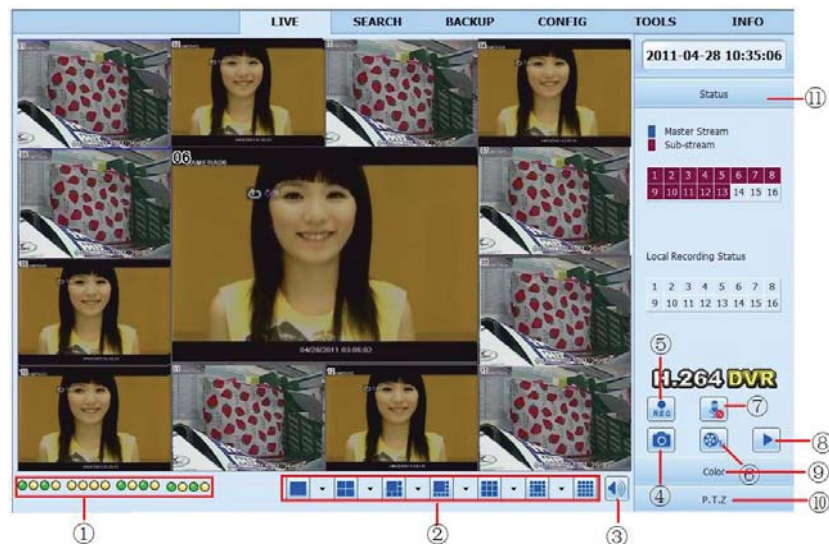 LIVE SEARCH BACKUP CONFIG TOOLS INFO
2011-04-28 10:35:06
Status
⑪
Master Stream
Sub-stream
1 2 3 4 5 6 7 8
9 10 11 12 13 14 15 16
Local Recording Status
1 2 3 4 5 6 7 8
9 10 11 12 13 14 15 16
06
04/28/2011 03:06:02
⑤
H.264 DVR
REC
⑦
⑧
④
⑥
Color
⑨
P.T.Z
⑩
①
②
③